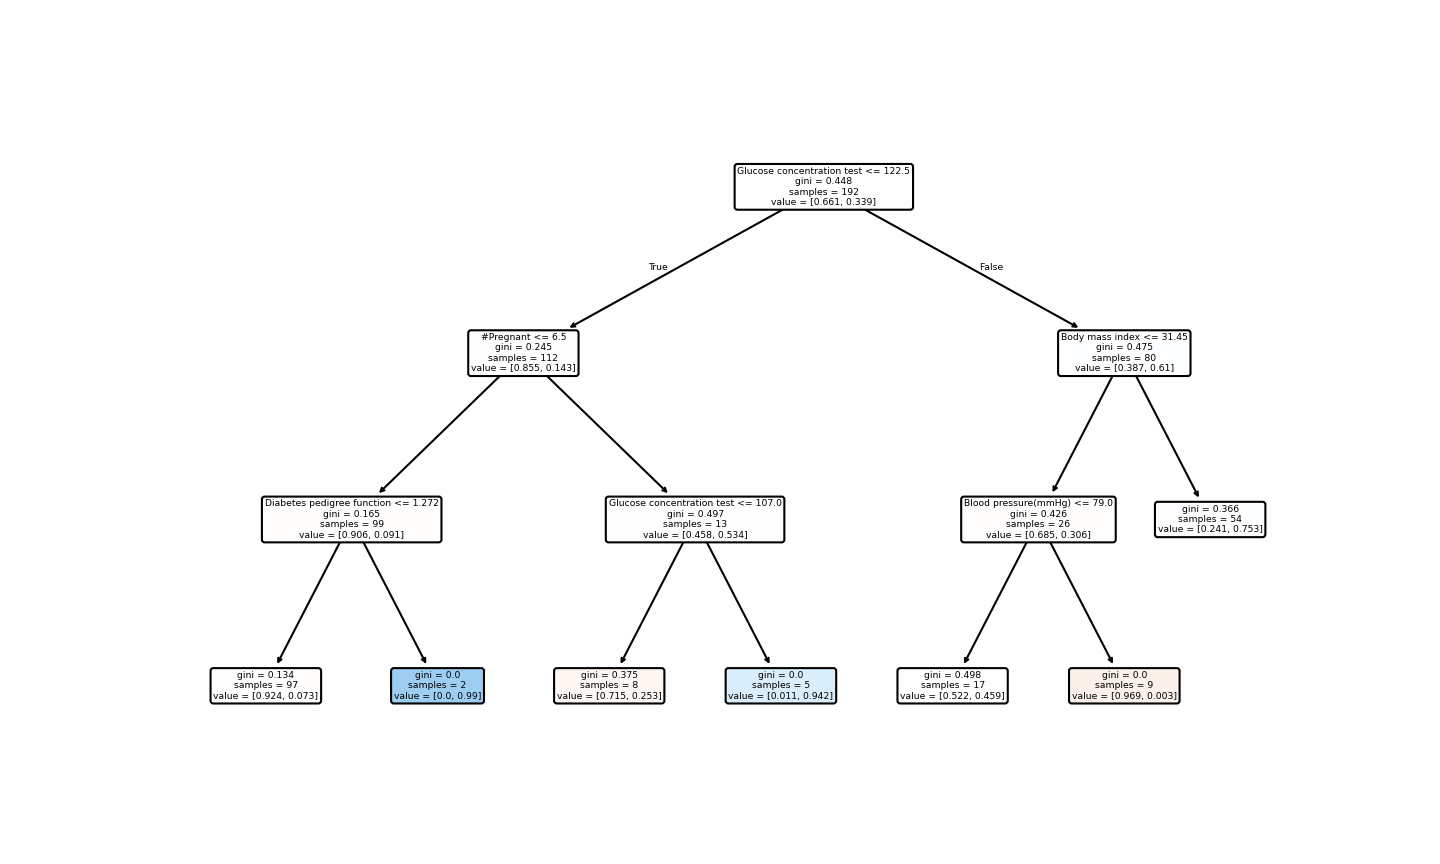 Glucose concentration test <= 122.5
gini = 0.448
samples = 192
value = [0.661, 0.339]
True
False
#Pregnant <= 6.5
gini = 0.245
samples = 112
value = [0.855, 0.143]
Body mass index <= 31.45
gini = 0.475
samples = 80
value = [0.387, 0.61]
Diabetes pedigree function <= 1.272
gini = 0.165
samples = 99
value = [0.906, 0.091]
Glucose concentration test <= 107.0
gini = 0.497
samples = 13
value = [0.458, 0.534]
Blood pressure(mmHg) <= 79.0
gini = 0.426
samples = 26
value = [0.685, 0.306]
gini = 0.366
samples = 54
value = [0.241, 0.753]
gini = 0.134
samples = 97
value = [0.924, 0.073]
gini = 0.0
samples = 2
value = [0.0, 0.99]
gini = 0.375
samples = 8
value = [0.715, 0.253]
gini = 0.0
samples = 5
value = [0.011, 0.942]
gini = 0.498
samples = 17
value = [0.522, 0.459]
gini = 0.0
samples = 9
value = [0.969, 0.003]